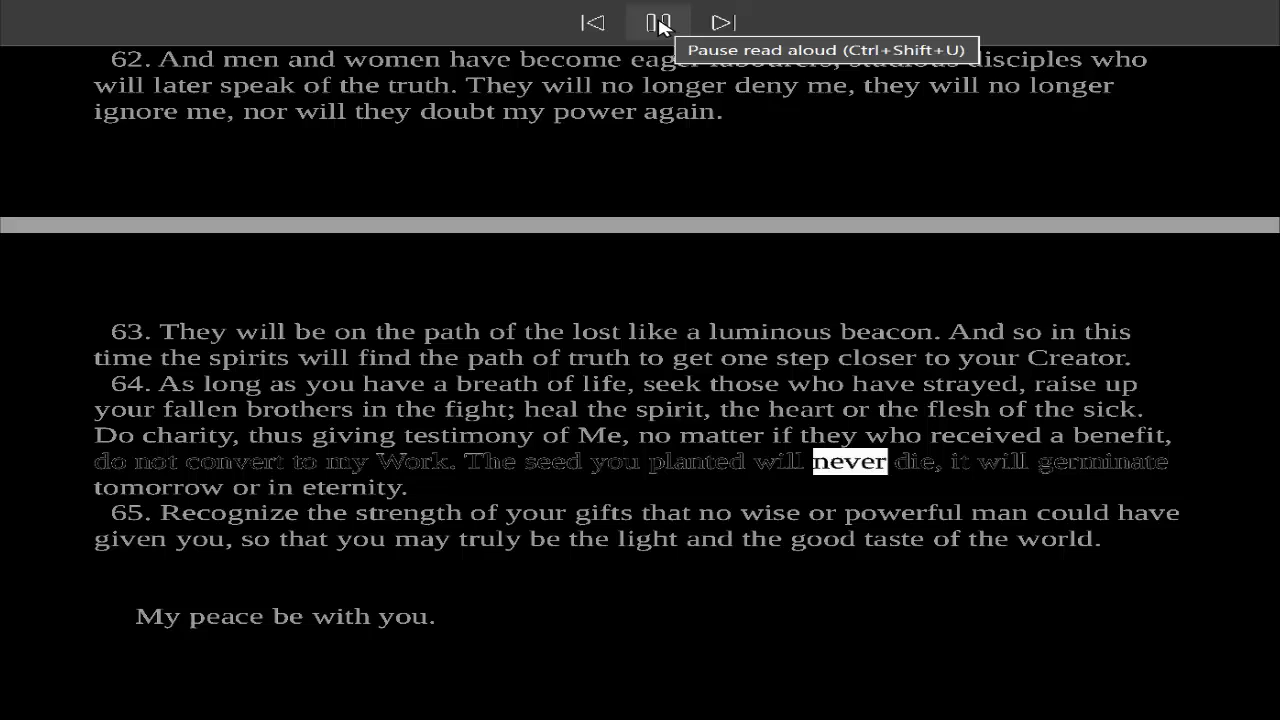 Pause read aloud (Ctrl+Shift+U)
62. And men and women have become eager labourers, studious disciples who
will later speak of the truth. They will no longer deny me, they will no longer
ignore me, nor will they doubt my power again.
63. They will be on the path of the lost like a luminous beacon. And so in this
time the spirits will find the path of truth to get one step closer to your Creator.
64. As long as you have a breath of life, seek those who have strayed, raise up
your fallen brothers in the fight; heal the spirit, the heart or the flesh of the sick.
Do charity, thus giving testimony of Me, no matter if they who received a benefit,
do not convert to my Work. The seed you planted will never die, it will germinate
tomorrow or in eternity.
65. Recognize the strength of your gifts that no wise or powerful man could have
given you, so that you may truly be the light and the good taste of the world.
My peace be with you.